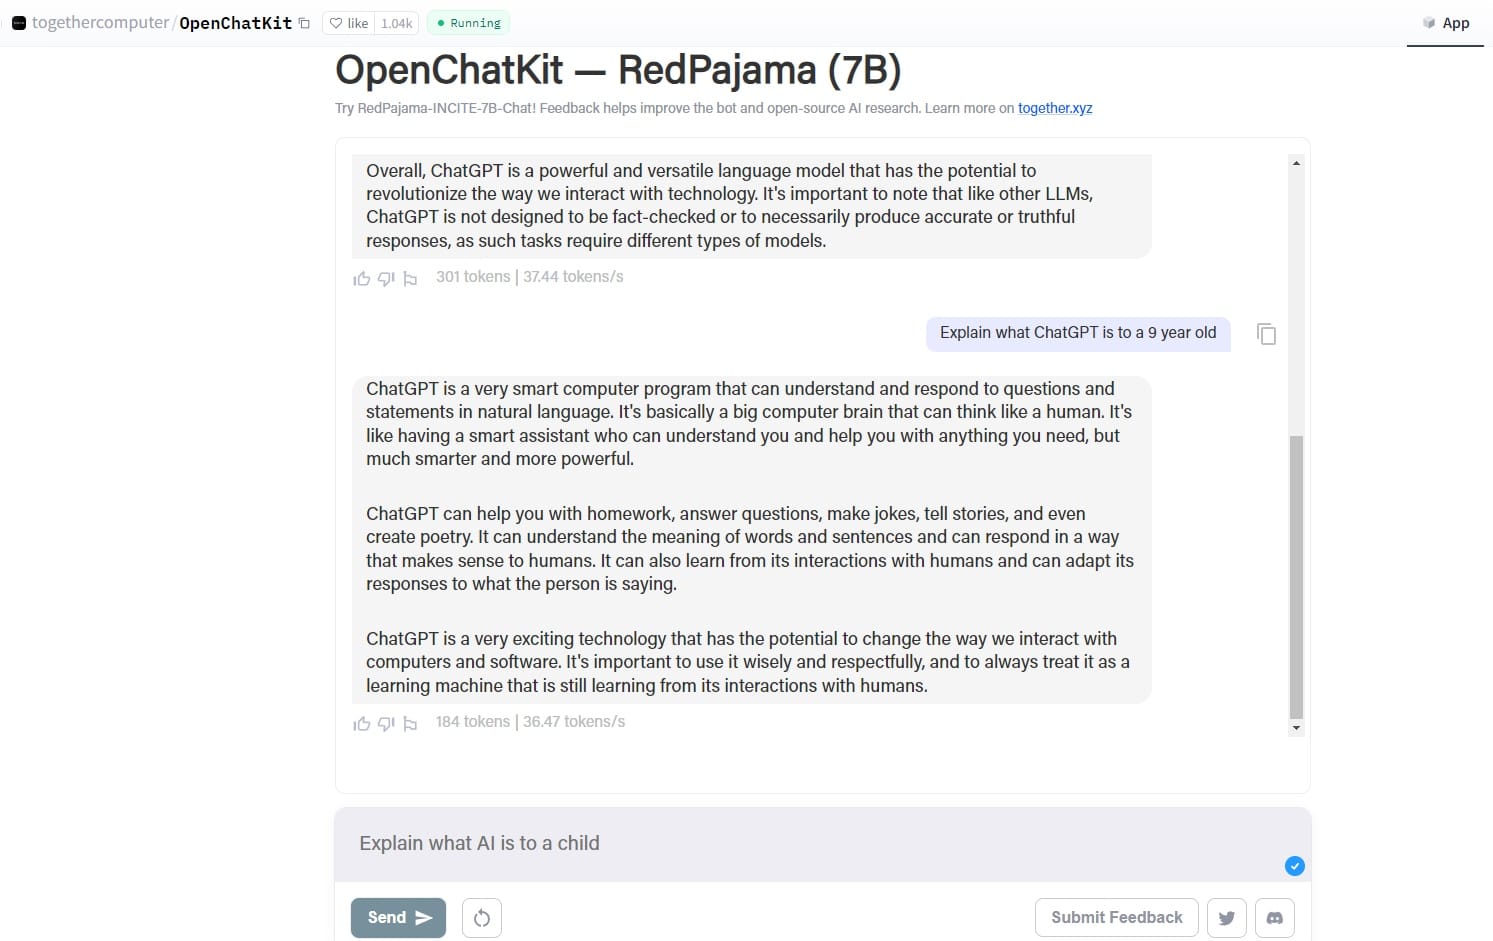 togethercomputer/OpenChatKit like 1.04k Running App
OpenChatKit — RedPajama (7B)
Try RedPajama-INCITE-7B-Chat! Feedback helps improve the bot and open-source AI research. Learn more on together.xyz
Overall, ChatGPT is a powerful and versatile language model that has the potential to
revolutionize the way we interact with technology. It's important to note that like other LLMs,
ChatGPT is not designed to be fact-checked or to necessarily produce accurate or truthful
responses, as such tasks require different types of models.
301 tokens | 37.44 tokens/s
Explain what ChatGPT is to a 9 year old
ChatGPT is a very smart computer program that can understand and respond to questions and
statements in natural language. It's basically a big computer brain that can think like a human. It's
like having a smart assistant who can understand you and help you with anything you need, but
much smarter and more powerful.
ChatGPT can help you with homework, answer questions, make jokes, tell stories, and even
create poetry. It can understand the meaning of words and sentences and can respond in a way
that makes sense to humans. It can also learn from its interactions with humans and can adapt its
responses to what the person is saying.
ChatGPT is a very exciting technology that has the potential to change the way we interact with
computers and software. It's important to use it wisely and respectfully, and to always treat it as a
learning machine that is still learning from its interactions with humans.
184 tokens | 36.47 tokens/s
Explain what AI is to a child
Send Submit Feedback